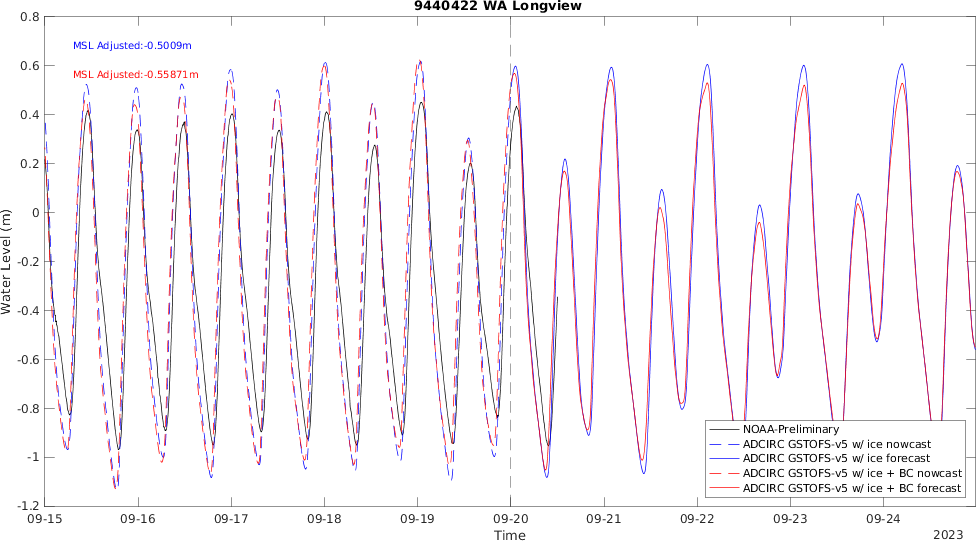 9440422 WA Longview
MSL Adjusted:-0.5009m
MSL Adjusted:-0.55871m
Water Level (m)
0.8
0.6
0.4
0.2
0
-0.2
-0.4
-0.6
-0.8
-1
-1.2
NOAA-Preliminary
ADCIRC GSTOFS-v5 w/ ice nowcast
ADCIRC GSTOFS-v5 w/ ice forecast
ADCIRC GSTOFS-v5 w/ ice + BC nowcast
ADCIRC GSTOFS-v5 w/ ice + BC forecast
09-15 09-16 09-17 09-18 09-19 09-20 09-21 09-22 09-23 09-24
Time
2023